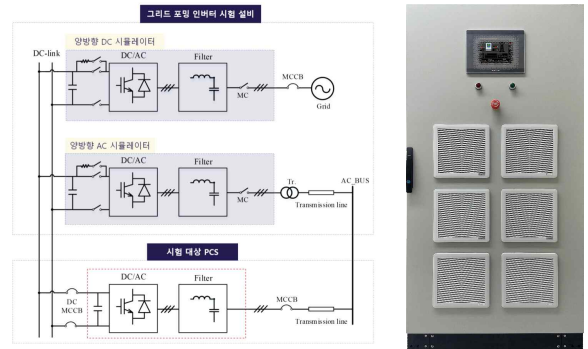 그리드 포밍 인버터 시험 설비
양방향 DC 시뮬레이터
DC-link
DC/AC
Filter
MCCB
MC
Grid
양방향 AC 시뮬레이터
DC/AC
Filter
Tr.
AC_BUS
MC
Transmission line
시험 대상 PCS
DC/AC
Filter
DC
MCCB
MCCB
Transmission line